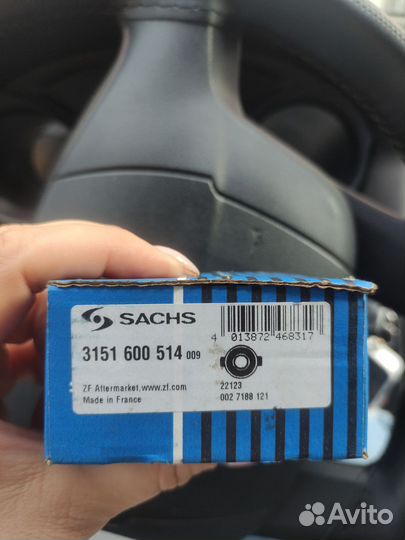 SACHS
4 013872 468317
3151 600 514 009
ZF Aftermarket, www.zf.com
22123
Made in France
002 7188 121
Avito